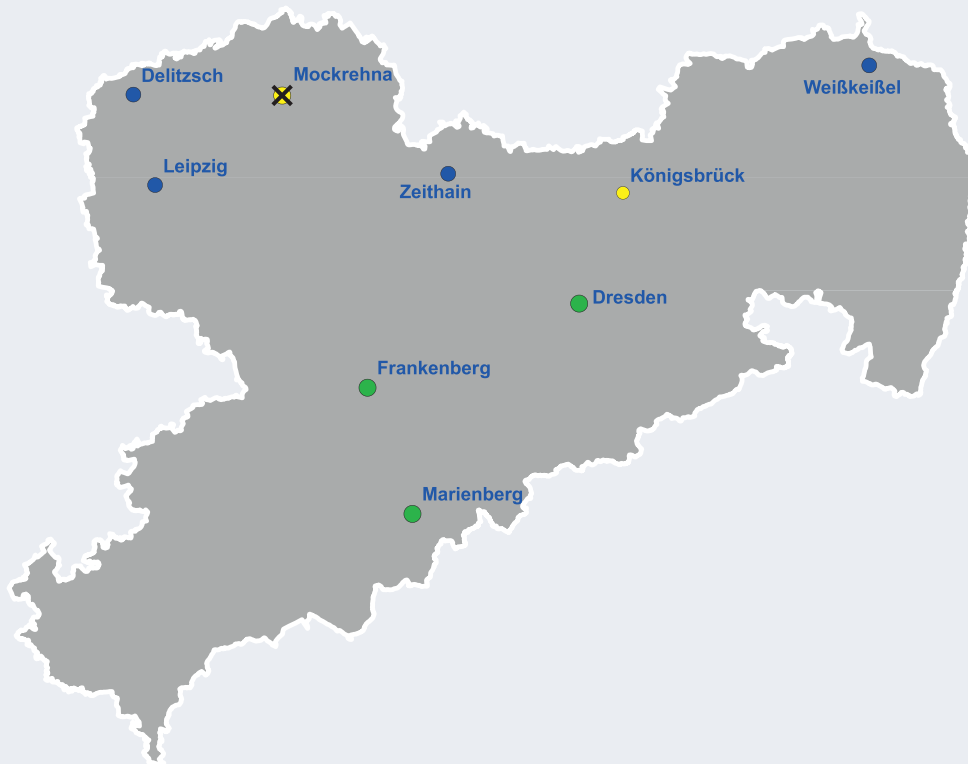 Mockrehna
Delitzsch
Weißkeißel
Leipzig
Königsbrück
Zeithain
Dresden
Frankenberg
Marienberg